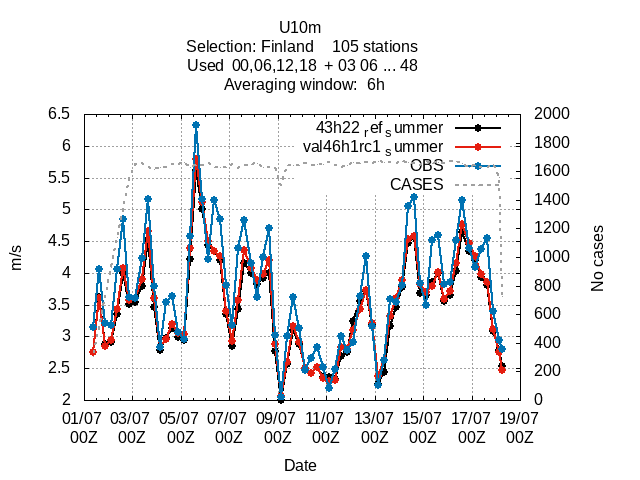 U10m
Selection: Finland    105 stations
Used  00,06,12,18  + 03 06 ... 48
Averaging window:  6h
6.5
6
5.5
5
4.5
4
3.5
3
2.5
2
2000
1800
1600
1400
1200
1000
800
600
400
200
0
m/s
No cases
43h22 ref summer
val46h1rc1 summer
OBS
CASES
01/07 03/07 05/07 07/07 09/07 11/07 13/07 15/07 17/07 19/07
00Z 00Z 00Z 00Z 00Z 00Z 00Z 00Z 00Z 00Z
Date